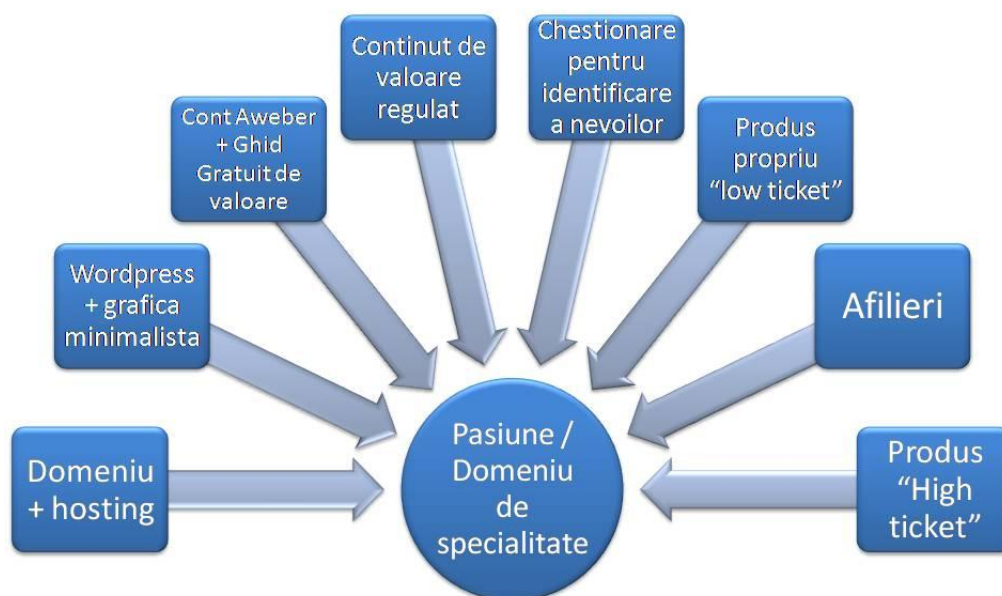 Domeniu
+ hosting
Wordpress
+ grafica
minimalista
Cont Aweber
+ Ghid
Gratuit de
valoare
Continut de
valoare
regulat
Chestionare
pentru
identificare
a nevoilor
Produs
propriu
“low ticket”
Afilieri
Produs
“High
ticket”
Pasiune /
Domeniu
de
specialitate